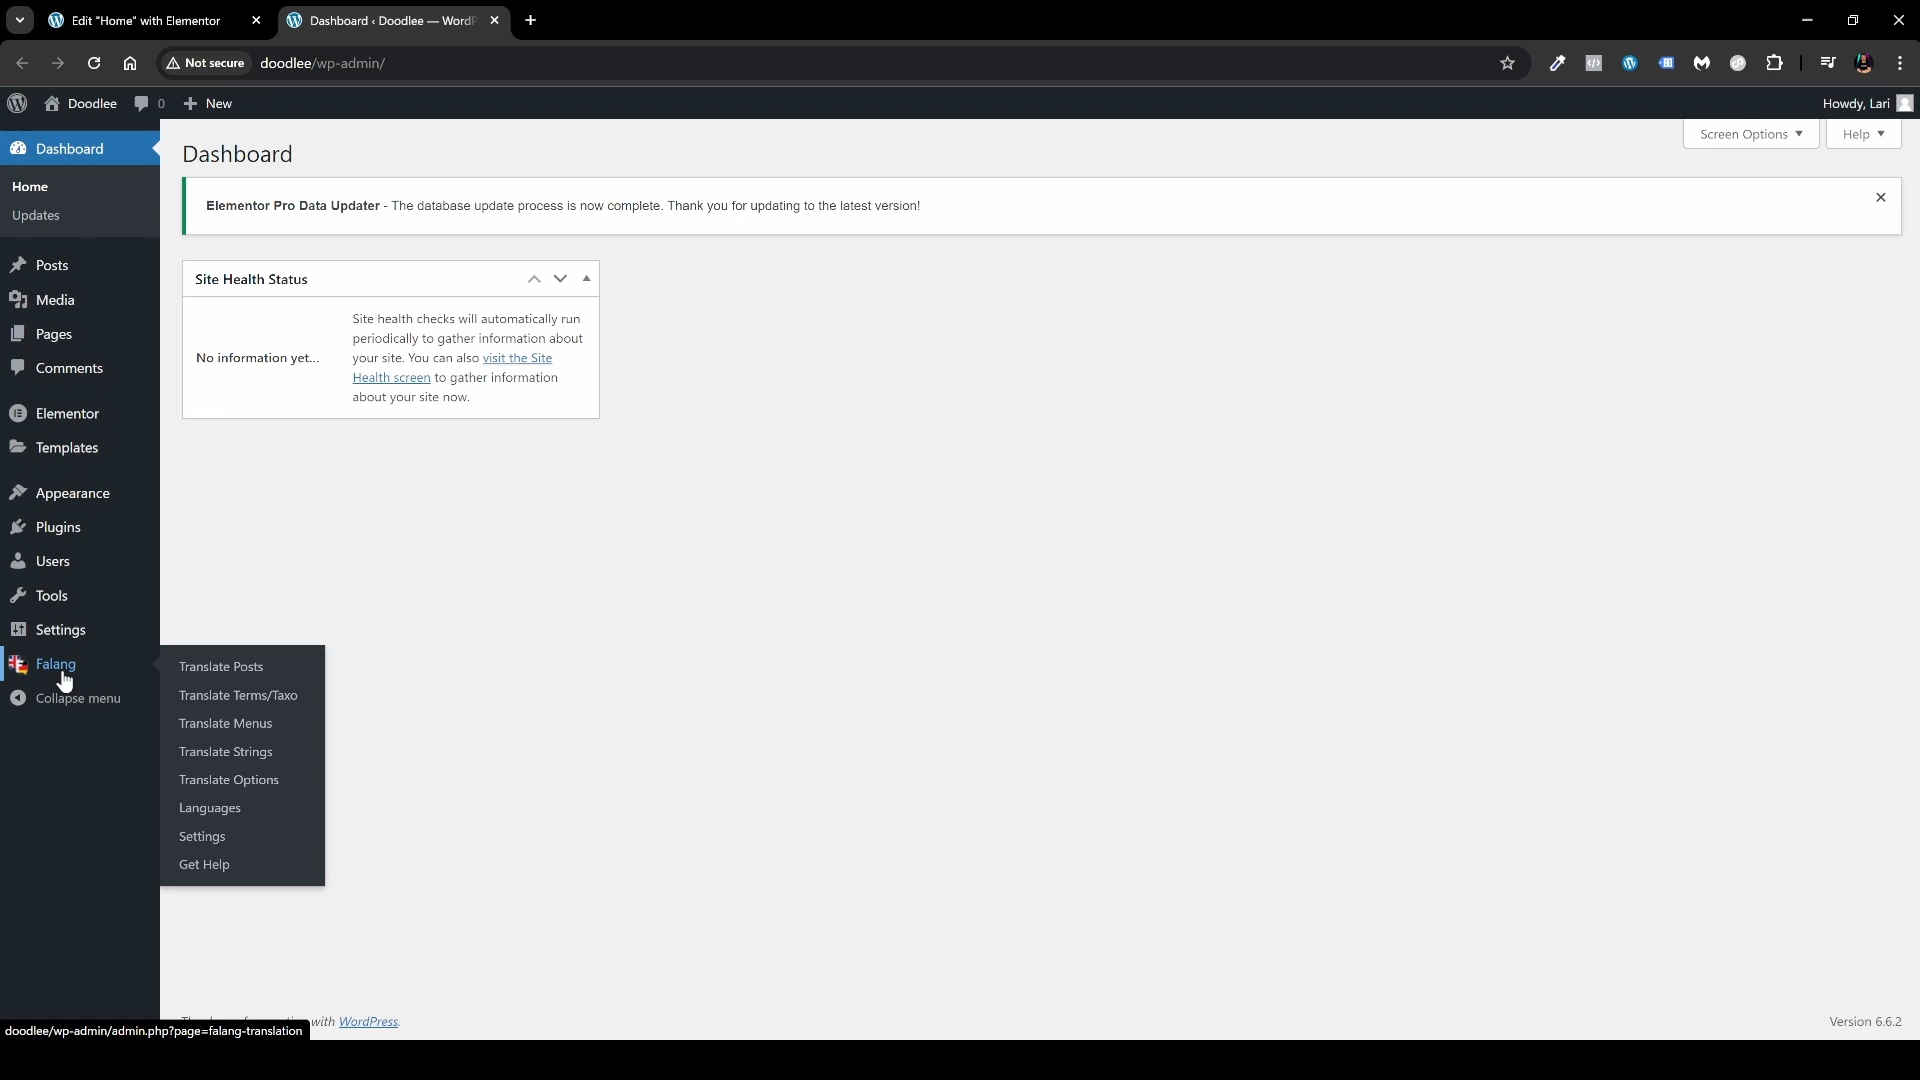 Edit "Home" with Elementor
Dashboard ‹ Doodlee — WordP
Not secure
doodlee/wp-admin/
Doodlee
0
New
Howdy, Lari
Dashboard
Home
Updates
Posts
Media
Pages
Comments
Elementor
Templates
Appearance
Plugins
Users
Tools
Settings
Falang
Collapse menu
Translate Posts
Translate Terms/Taxo
Translate Menus
Translate Strings
Translate Options
Languages
Settings
Get Help
Screen Options
Help
Dashboard
Elementor Pro Data Updater - The database update process is now complete. Thank you for updating to the latest version!
Site Health Status
No information yet...
Site health checks will automatically run
periodically to gather information about
your site. You can also visit the Site
Health screen to gather information
about your site now.
with WordPress.
Version 6.6.2
doodlee/wp-admin/admin.php?page=falang-translation